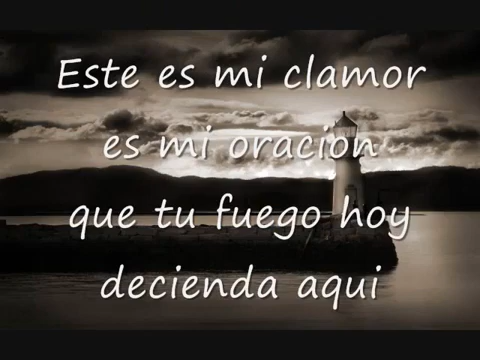 Este es mi clamor
es mi oracion
que tu fuego hoy
decienda aqui